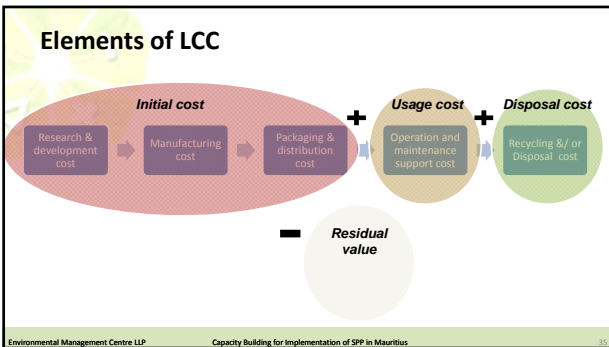 Elements of LCC
Initial cost
Usage cost
Disposal cost
Research &
development
cost
Manufacturing
cost
Packaging &
distribution
cost
Operation and
maintenance
support cost
Recycling &/ or
Disposal cost
+
+
-
Residual
value
Environmental Management Centre LLP
Capacity Building for Implementation of SPP in Mauritius
35